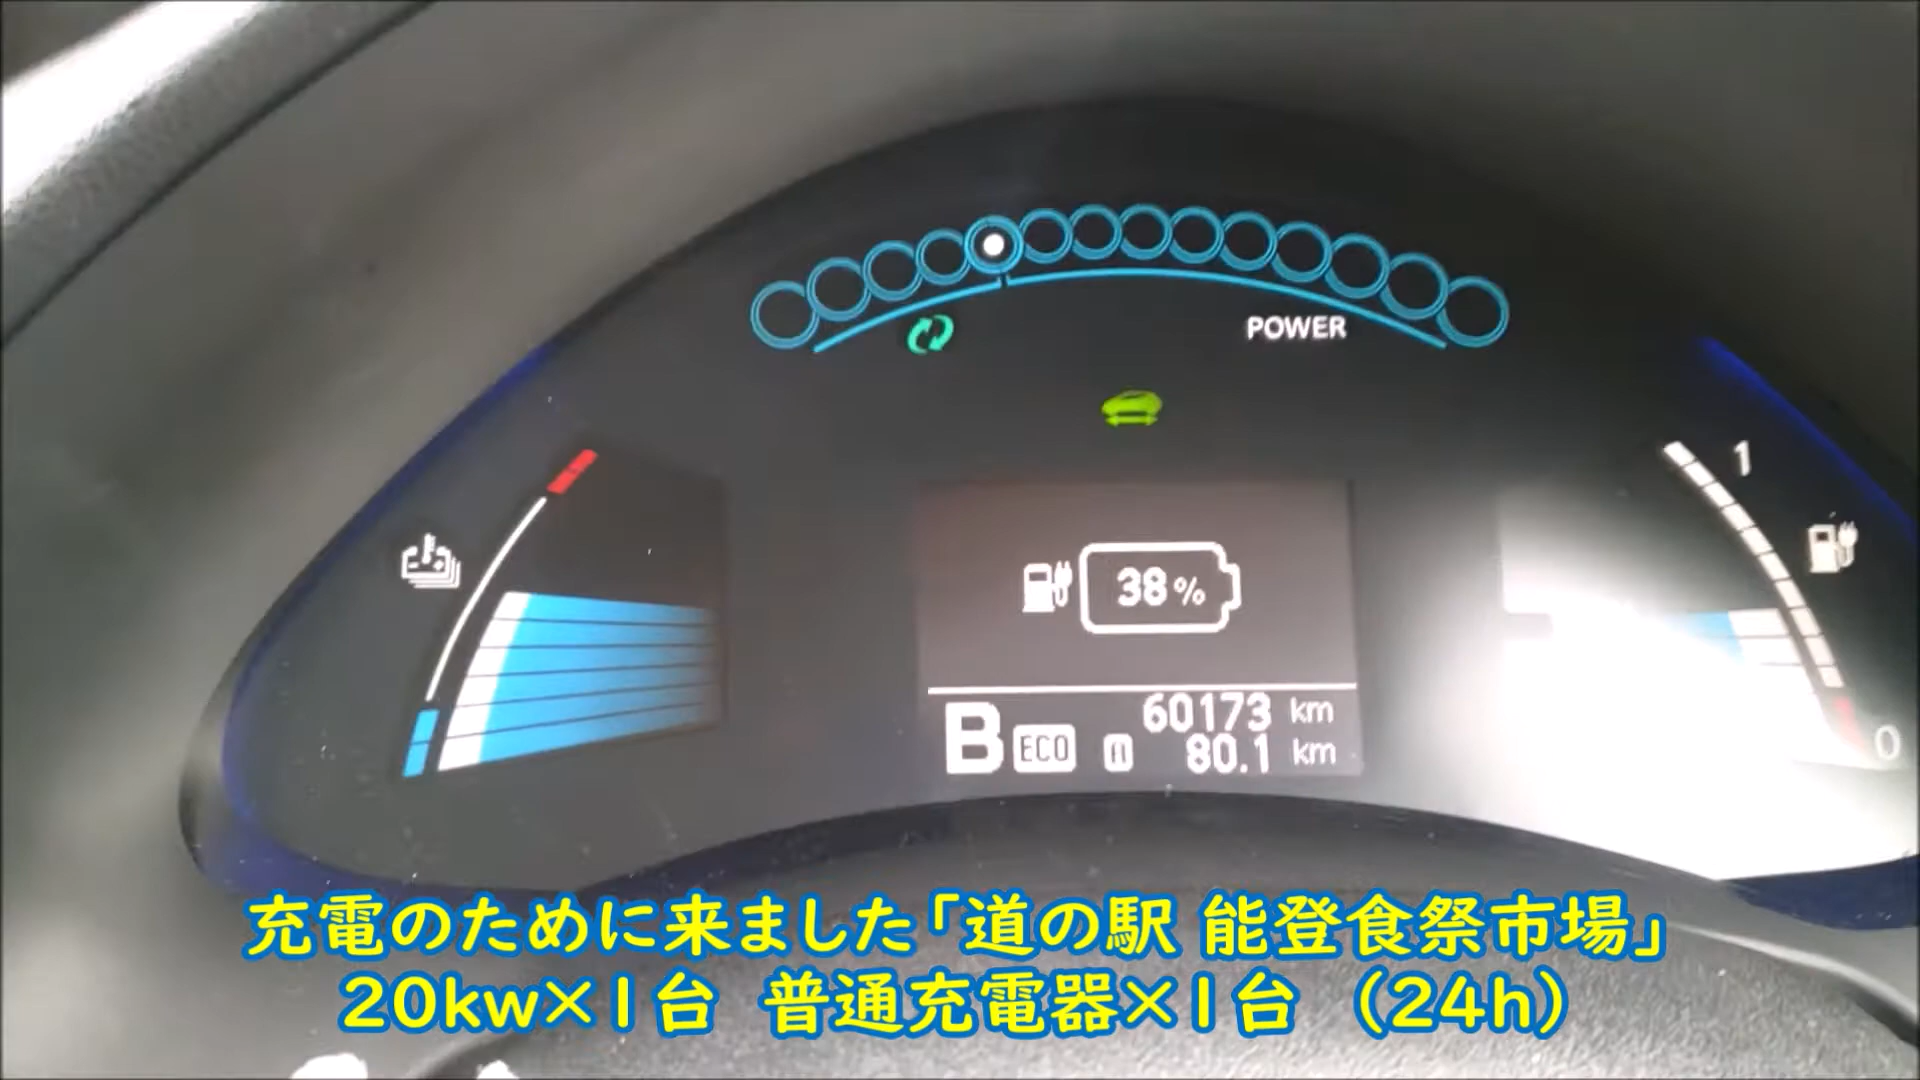 POWER
1
38%
60173 km
B ECO 80.1 km
0
充電のために来ました「道の駅 能登食祭市場」
20kw×1台 普通充電器×1台 (24h)